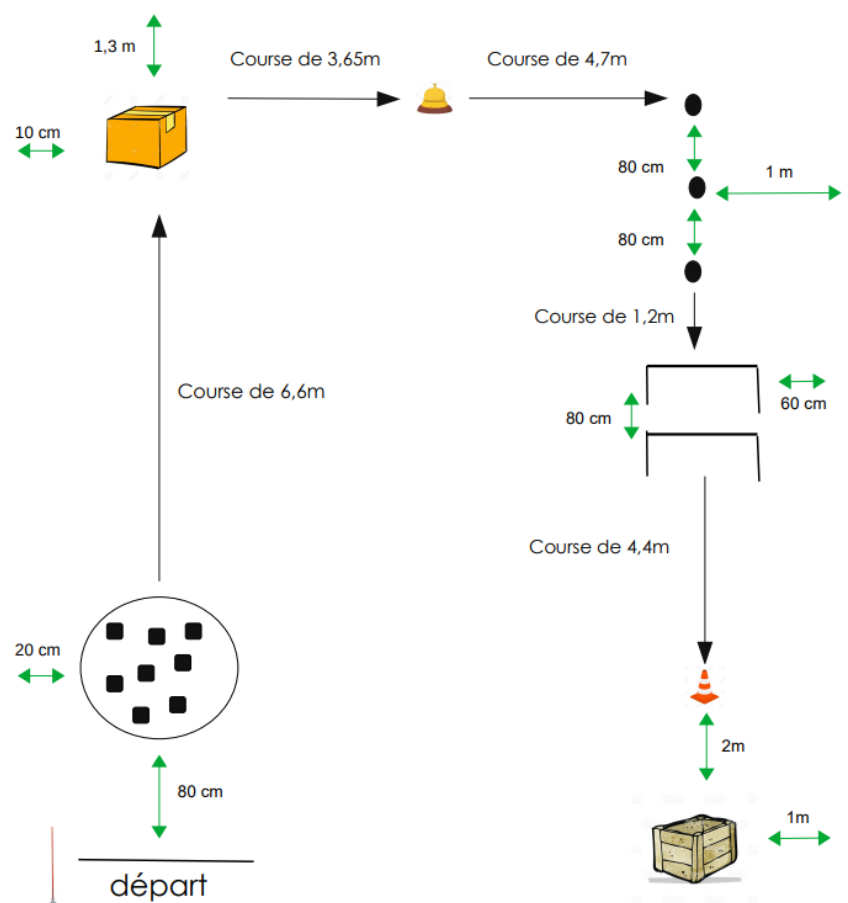 1,3 m
Course de 3,65m
Course de 4,7m
10 cm
80 cm
1 m
80 cm
Course de 1,2m
Course de 6,6m
60 cm
80 cm
Course de 4,4m
20 cm
2m
80 cm
1m
départ